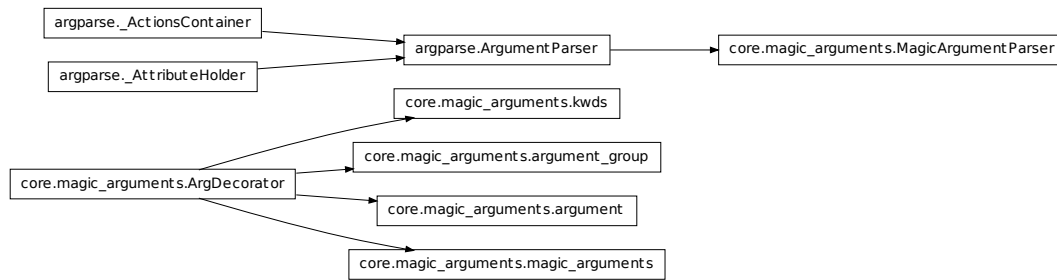 argparse._ActionsContainer
argparse._AttributeHolder
argparse.ArgumentParser
core.magic_arguments.MagicArgumentParser
core.magic_arguments.ArgDecorator
core.magic_arguments.kwds
core.magic_arguments.argument_group
core.magic_arguments.argument
core.magic_arguments.magic_arguments